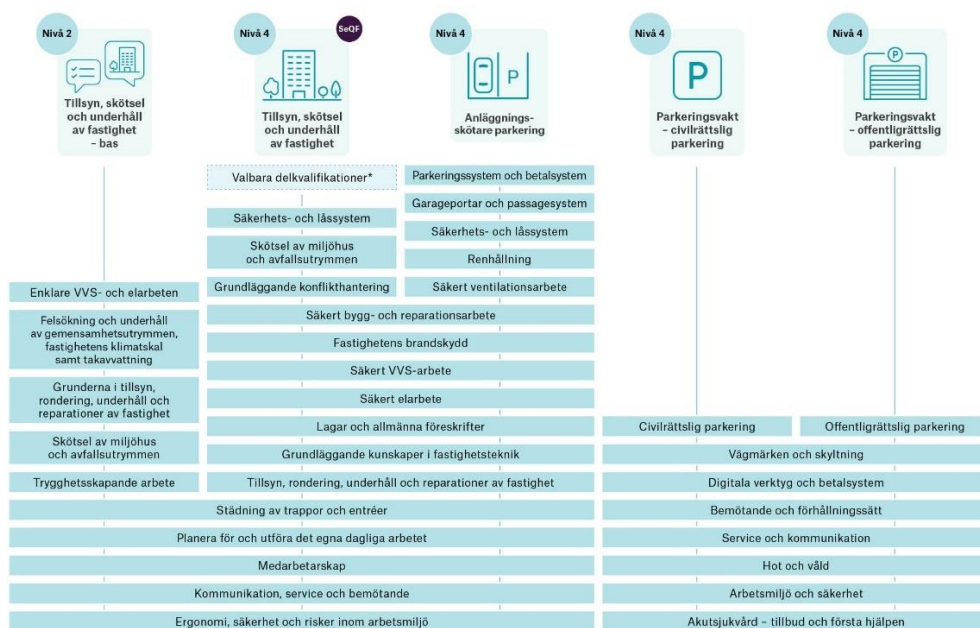 Nivå 2
Tillsyn, skötsel
och underhåll
av fastighet
– bas
Nivå 4
SeQF
Tillsyn, skötsel
och underhåll
av fastighet
Nivå 4
P
Anläggnings-
skötare parkering
Nivå 4
P
Parkeringsvakt
– civilrättslig
parkering
Nivå 4
P
Parkeringsvakt
– offentligrättslig
parkering
Valbara delkvalifikationer*
Parkeringssystem och betalsystem
Garageportar och passagesystem
Säkerhets- och låssystem
Säkerhets- och låssystem
Skötsel av miljöhus
och avfallsutrymmen
Renhållning
Enklare VVS- och elarbeten
Grundläggande konflikthantering
Säkert ventilationsarbete
Säkert bygg- och reparationsarbete
Felsökning och underhåll
av gemensamhetsutrymmen,
fastighetens klimatskal
samt takavvattning
Fastighetens brandskydd
Säkert VVS-arbete
Grunderna i tillsyn,
rondering, underhåll och
reparationer av fastighet
Säkert elarbete
Lagar och allmänna föreskrifter
Civilrättslig parkering
Offentligrättslig parkering
Skötsel av miljöhus
och avfallsutrymmen
Grundläggande kunskaper i fastighetsteknik
Vägmärken och skyltning
Trygghetsskapande arbete
Tillsyn, rondering, underhåll och reparationer av fastighet
Digitala verktyg och betalsystem
Städning av trappor och entréer
Bemötande och förhållningssätt
Planera för och utföra det egna dagliga arbetet
Service och kommunikation
Medarbetarskap
Hot och våld
Kommunikation, service och bemötande
Arbetsmiljö och säkerhet
Ergonomi, säkerhet och risker inom arbetsmiljö
Akutsjukvård – tillbud och första hjälpen